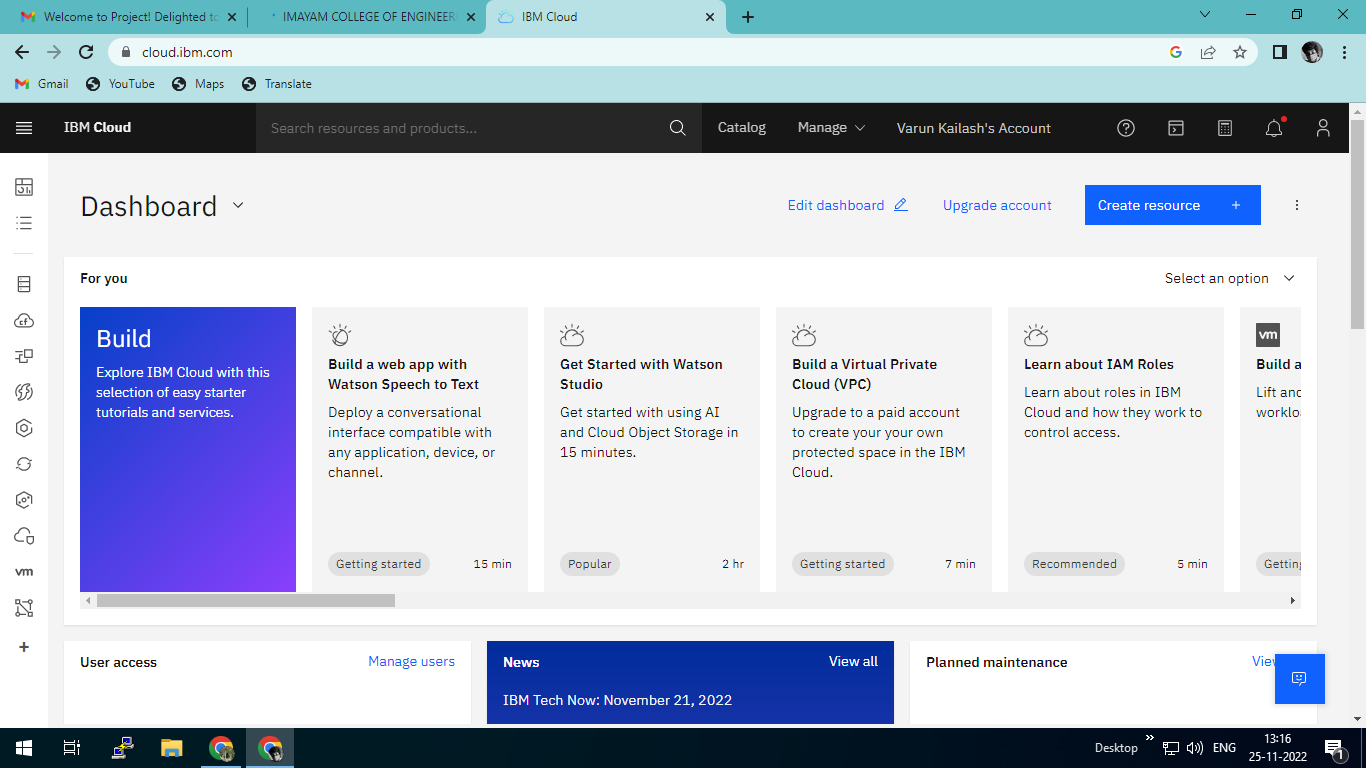 Welcome to Project! Delighted to
IMAYAM COLLEGE OF ENGINEER
IBM Cloud
cloud.ibm.com
Gmail
YouTube
Maps
Translate
IBM Cloud
Search resources and products...
Catalog
Manage
Varun Kailash's Account
Dashboard
Edit dashboard
Upgrade account
Create resource
For you
Select an option
Build
Explore IBM Cloud with this
selection of easy starter
tutorials and services.
Build a web app with
Watson Speech to Text
Deploy a conversational
interface compatible with
any application, device, or
channel.
Getting started
15 min
Get Started with Watson
Studio
Get started with using AI
and Cloud Object Storage in
15 minutes.
Popular
2 hr
Build a Virtual Private
Cloud (VPC)
Upgrade to a paid account
to create your your own
protected space in the IBM
Cloud.
Getting started
7 min
Learn about IAM Roles
Learn about roles in IBM
Cloud and how they work to
control access.
Recommended
5 min
vm
Build a
Lift and
worklo
Getting
cf
vm
User access
Manage users
News
View all
IBM Tech Now: November 21, 2022
Planned maintenance
View
Desktop
ENG
13:16
25-11-2022
1